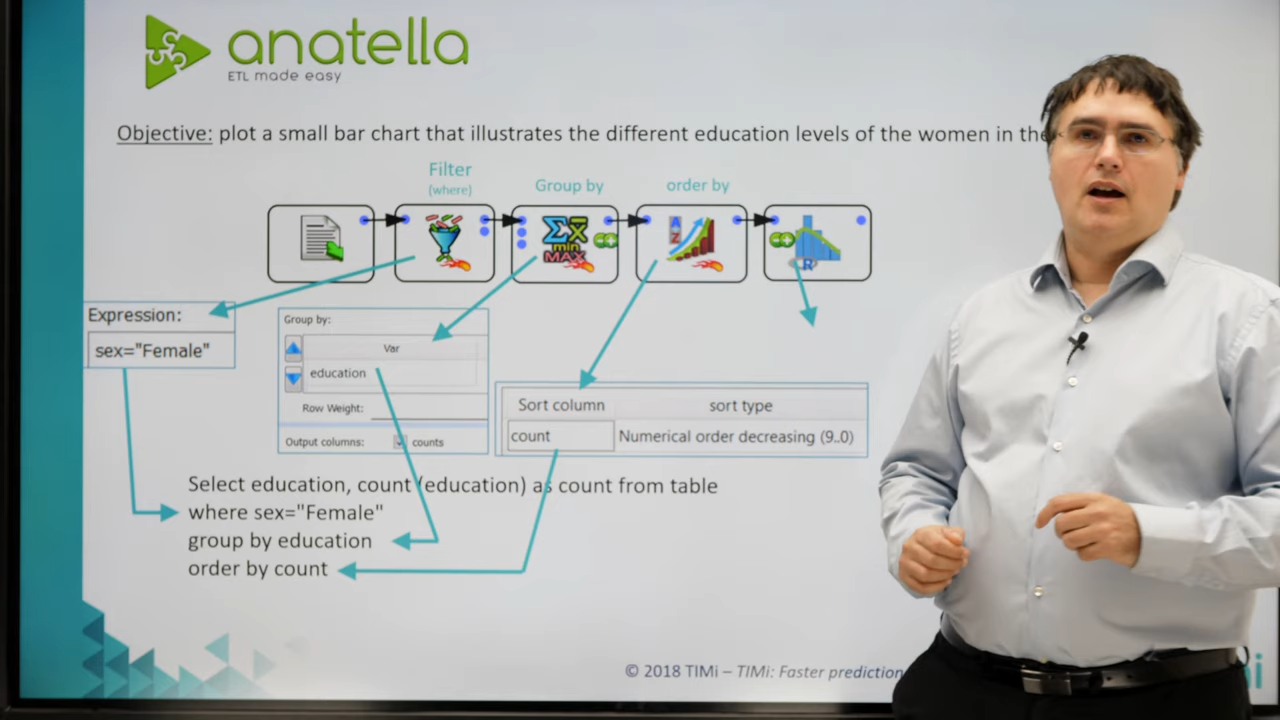 anatella
ETL made easy
Objective: plot a small bar chart that illustrates the different education levels of the women in the
Filter
(where)
Group by
order by
Σx̄
min
MAX
A
Z
R
Expression:
sex="Female"
Group by:
Var
education
Row Weight:
Output columns: counts
Sort column sort type
count Numerical order decreasing (9..0)
Select education, count (education) as count from table
where sex="Female"
group by education
order by count
© 2018 TIMi – TIMi: Faster prediction